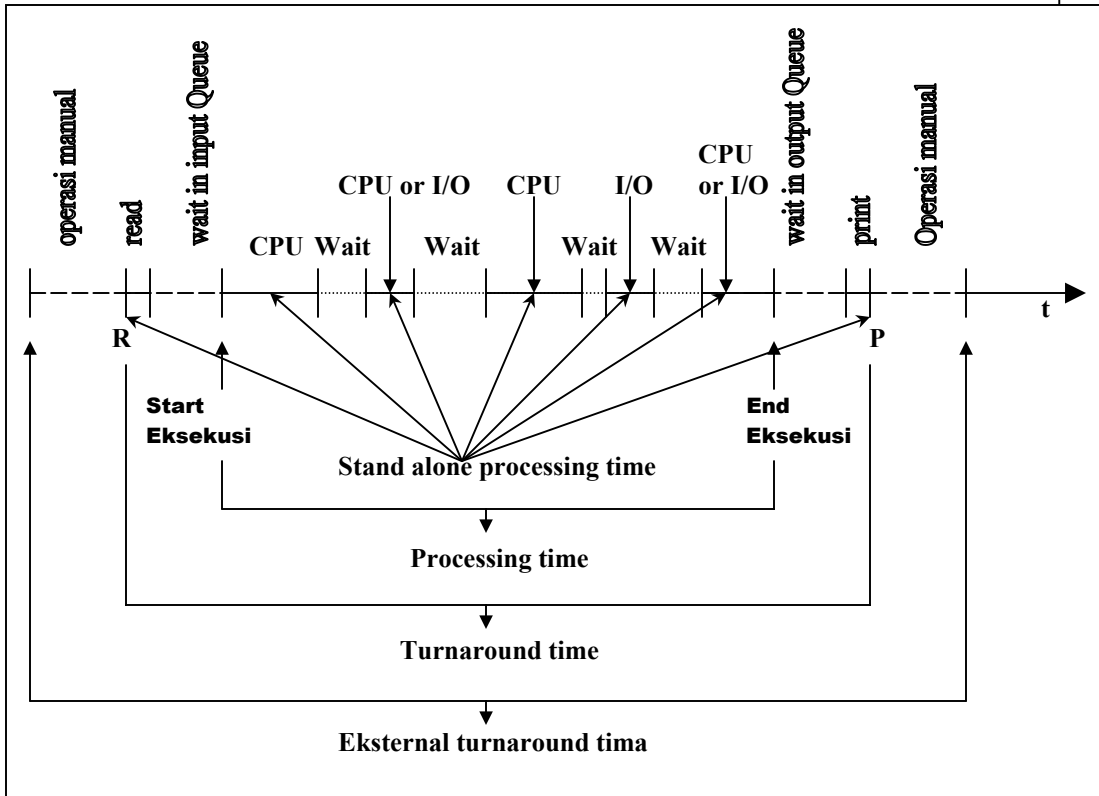 operasi manual
read
wait in input Queue
wait in output Queue
print
Operasi manual
CPU
or I/O
CPU or I/O
CPU
I/O
CPU
Wait
Wait
Wait
Wait
t
R
P
Start
Eksekusi
End
Eksekusi
Stand alone processing time
Processing time
Turnaround time
Eksternal turnaround tima